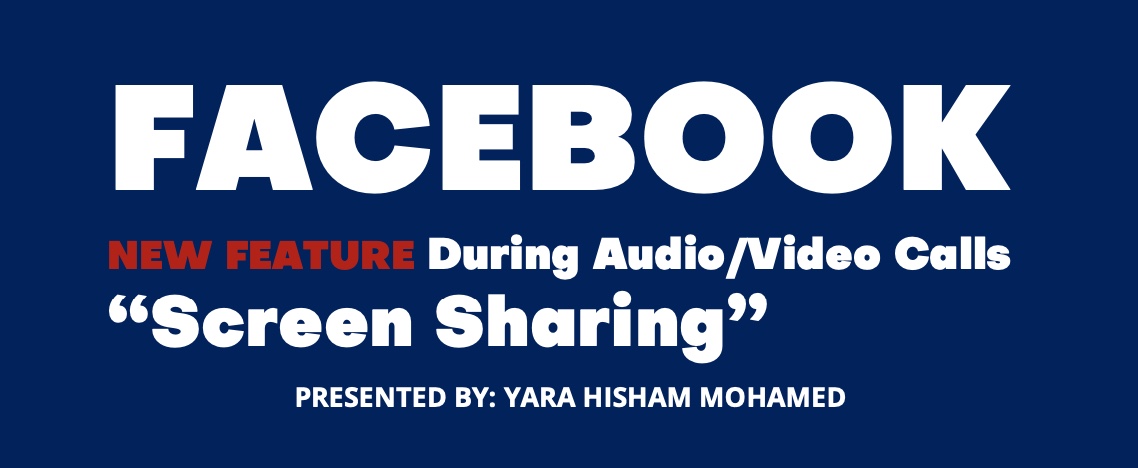 FACEBOOK
NEW FEATURE During Audio/Video Calls
“Screen Sharing”
PRESENTED BY: YARA HISHAM MOHAMED